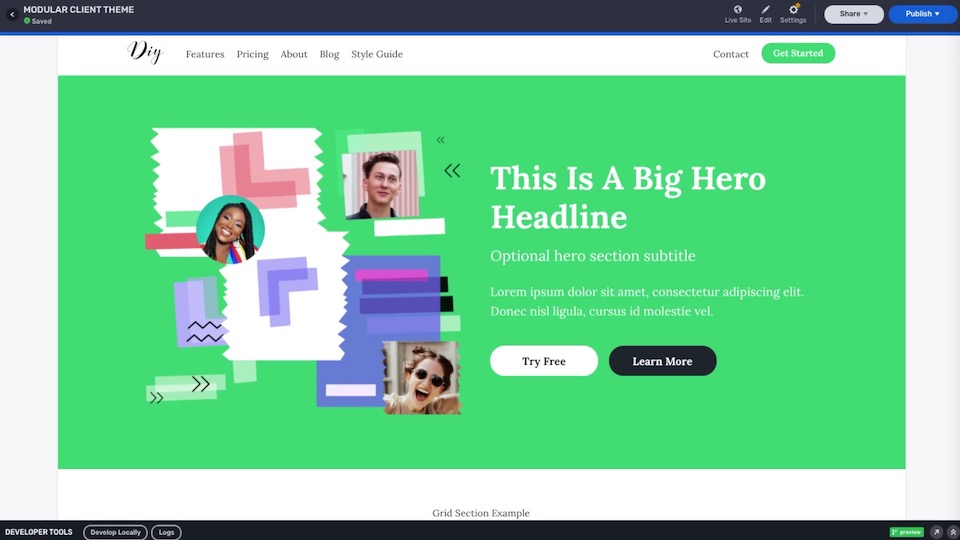 MODULAR CLIENT THEME
Saved
Live Site Edit Settings Share Publish
Diy Features Pricing About Blog Style Guide Contact Get Started
This Is A Big Hero
Headline
Optional hero section subtitle
Lorem ipsum dolor sit amet, consectetur adipiscing elit.
Donec nisl ligula, cursus id molestie vel.
Try Free Learn More
Grid Section Example
DEVELOPER TOOLS Develop Locally Logs preview